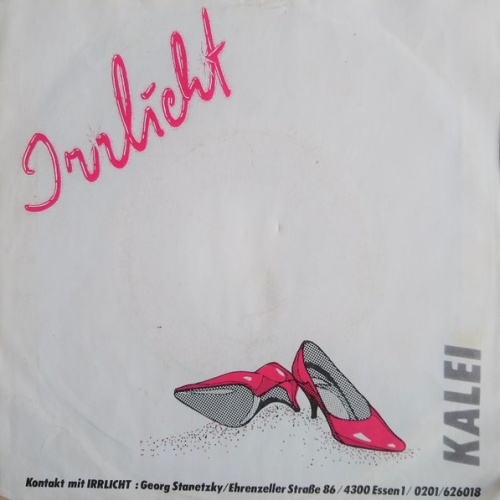 Irrlicht
KALEI
Kontakt mit IRRLICHT : Georg Stanetzky/Ehrenzeller Straße 86/4300 Essen 1/ 0201/626018